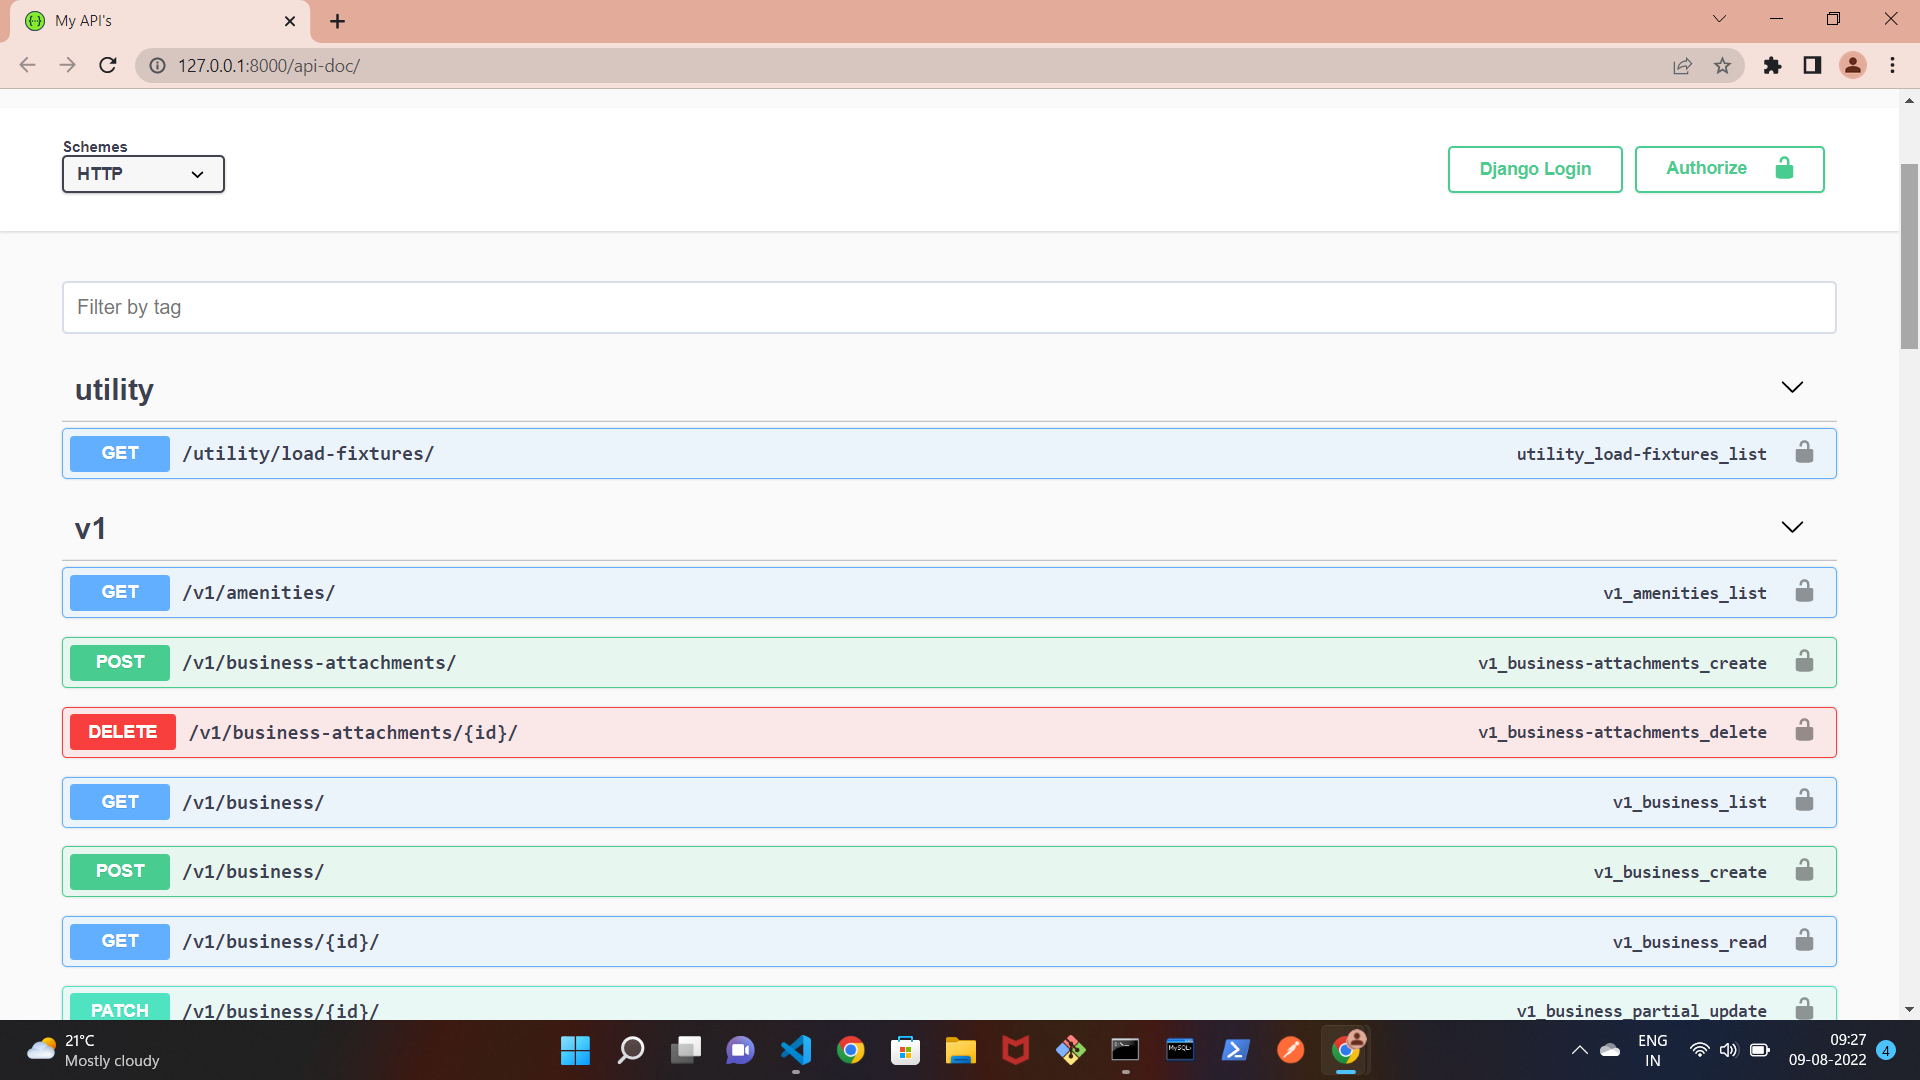 My API's
127.0.0.1:8000/api-doc/
Schemes
HTTP
Django Login
Authorize
Filter by tag
utility
GET /utility/load-fixtures/ utility_load-fixtures_list
v1
GET /v1/amenities/ v1_amenities_list
POST /v1/business-attachments/ v1_business-attachments_create
DELETE /v1/business-attachments/{id}/ v1_business-attachments_delete
GET /v1/business/ v1_business_list
POST /v1/business/ v1_business_create
GET /v1/business/{id}/ v1_business_read
PATCH /v1/business/{id}/ v1_business_partial_update
21°C
Mostly cloudy
MySQL
ENG
IN
09:27
09-08-2022
4